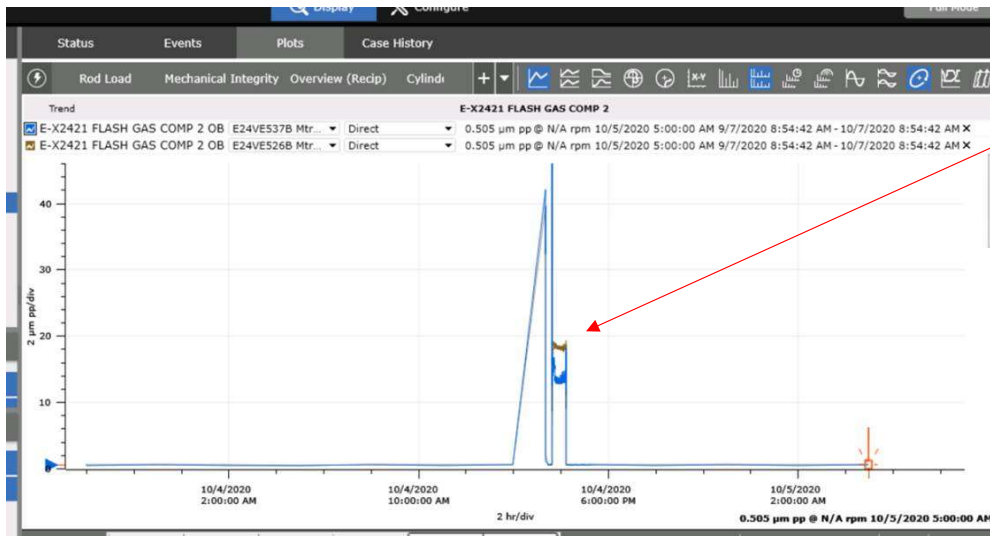 Display Configure Full Mode
Status Events Plots Case History
Rod Load Mechanical Integrity Overview (Recip) Cylind
Trend E-X2421 FLASH GAS COMP 2
E-X2421 FLASH GAS COMP 2 OB E24VE537B Mtr... Direct 0.505 µm pp @ N/A rpm 10/5/2020 5:00:00 AM 9/7/2020 8:54:42 AM - 10/7/2020 8:54:42 AM
E-X2421 FLASH GAS COMP 2 OB E24VE526B Mtr... Direct 0.505 µm pp @ N/A rpm 10/5/2020 5:00:00 AM 9/7/2020 8:54:42 AM - 10/7/2020 8:54:42 AM
40
30
20
10
0
2 µm pp/div
10/4/2020 10/4/2020 10/4/2020 10/5/2020
2:00:00 AM 10:00:00 AM 6:00:00 PM 2:00:00 AM
2 hr/div
0.505 µm pp @ N/A rpm 10/5/2020 5:00:00 AM